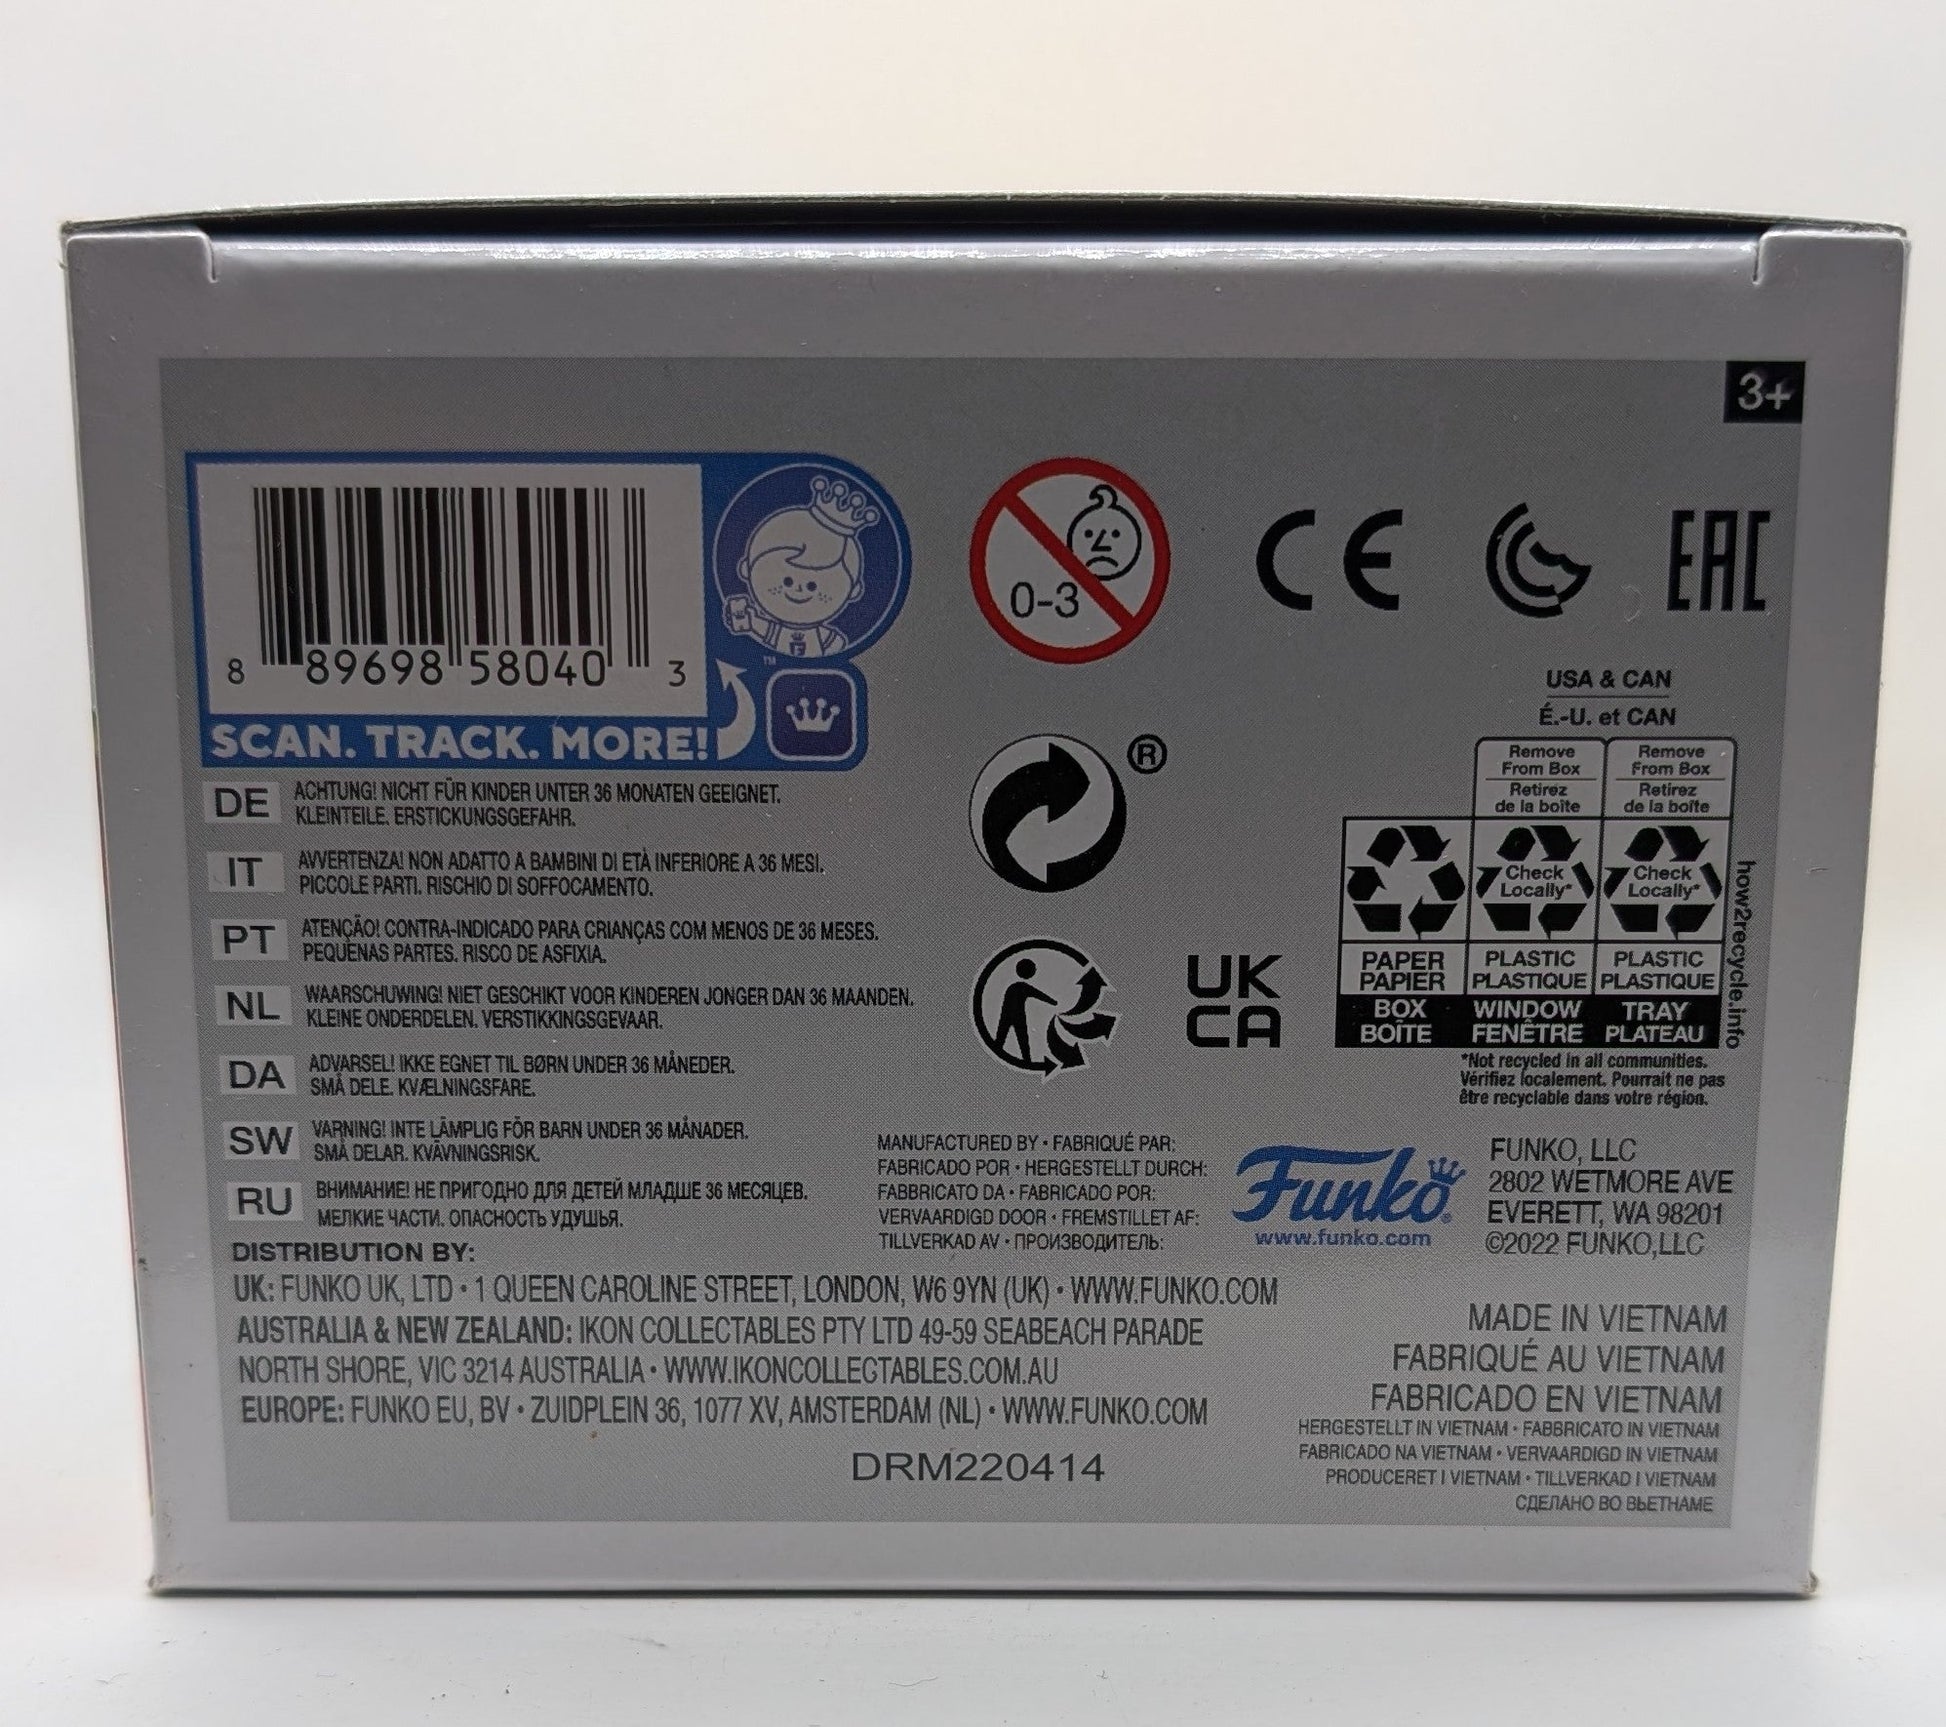 3+
8 89698 58040 3
SCAN. TRACK. MORE!
TM
0-3
CE
EAC
DE ACHTUNG! NICHT FÜR KINDER UNTER 36 MONATEN GEEIGNET.
KLEINTEILE. ERSTICKUNGSGEFAHR.
IT AVVERTENZA! NON ADATTO A BAMBINI DI ETÀ INFERIORE A 36 MESI.
PICCOLE PARTI. RISCHIO DI SOFFOCAMENTO.
PT ATENÇÃO! CONTRA-INDICADO PARA CRIANÇAS COM MENOS DE 36 MESES.
PEQUENAS PARTES. RISCO DE ASFIXIA.
NL WAARSCHUWING! NIET GESCHIKT VOOR KINDEREN JONGER DAN 36 MAANDEN.
KLEINE ONDERDELEN. VERSTIKKINGSGEVAAR.
DA ADVARSEL! IKKE EGNET TIL BØRN UNDER 36 MÅNEDER.
SMÅ DELE. KVÆLNINGSFARE.
SW VARNING! INTE LÄMPLIG FÖR BARN UNDER 36 MÅNADER.
SMÅ DELAR. KVÄVNINGSRISK.
RU ВНИМАНИЕ! НЕ ПРИГОДНО ДЛЯ ДЕТЕЙ МЛАДШЕ 36 МЕСЯЦЕВ.
МЕЛКИЕ ЧАСТИ. ОПАСНОСТЬ УДУШЬЯ.
®
UK
CA
USA & CAN
É.-U. et CAN
Remove From Box
Retirez de la boîte
Remove From Box
Retirez de la boîte
Check Locally*
Check Locally*
PAPER PAPIER
PLASTIC PLASTIQUE
PLASTIC PLASTIQUE
BOX BOÎTE
WINDOW FENÊTRE
TRAY PLATEAU
how2recycle.info
*Not recycled in all communities.
Vérifiez localement. Pourrait ne pas
être recyclable dans votre région.
MANUFACTURED BY • FABRIQUÉ PAR:
FABRICADO POR • HERGESTELLT DURCH:
FABBRICATO DA • FABRICADO POR:
VERVAARDIGD DOOR • FREMSTILLET AF:
TILLVERKAD AV • ПРОИЗВОДИТЕЛЬ:
Funko®
www.funko.com
FUNKO, LLC
2802 WETMORE AVE
EVERETT, WA 98201
©2022 FUNKO,LLC
DISTRIBUTION BY:
UK: FUNKO UK, LTD • 1 QUEEN CAROLINE STREET, LONDON, W6 9YN (UK) • WWW.FUNKO.COM
AUSTRALIA & NEW ZEALAND: IKON COLLECTABLES PTY LTD 49-59 SEABEACH PARADE
NORTH SHORE, VIC 3214 AUSTRALIA • WWW.IKONCOLLECTABLES.COM.AU
EUROPE: FUNKO EU, BV • ZUIDPLEIN 36, 1077 XV, AMSTERDAM (NL) • WWW.FUNKO.COM
DRM220414
MADE IN VIETNAM
FABRIQUÉ AU VIETNAM
FABRICADO EN VIETNAM
HERGESTELLT IN VIETNAM • FABBRICATO IN VIETNAM
FABRICADO NA VIETNAM • VERVAARDIGD IN VIETNAM
PRODUCERET I VIETNAM • TILLVERKAD I VIETNAM
СДЕЛАНО ВО ВЬЕТНАМЕ